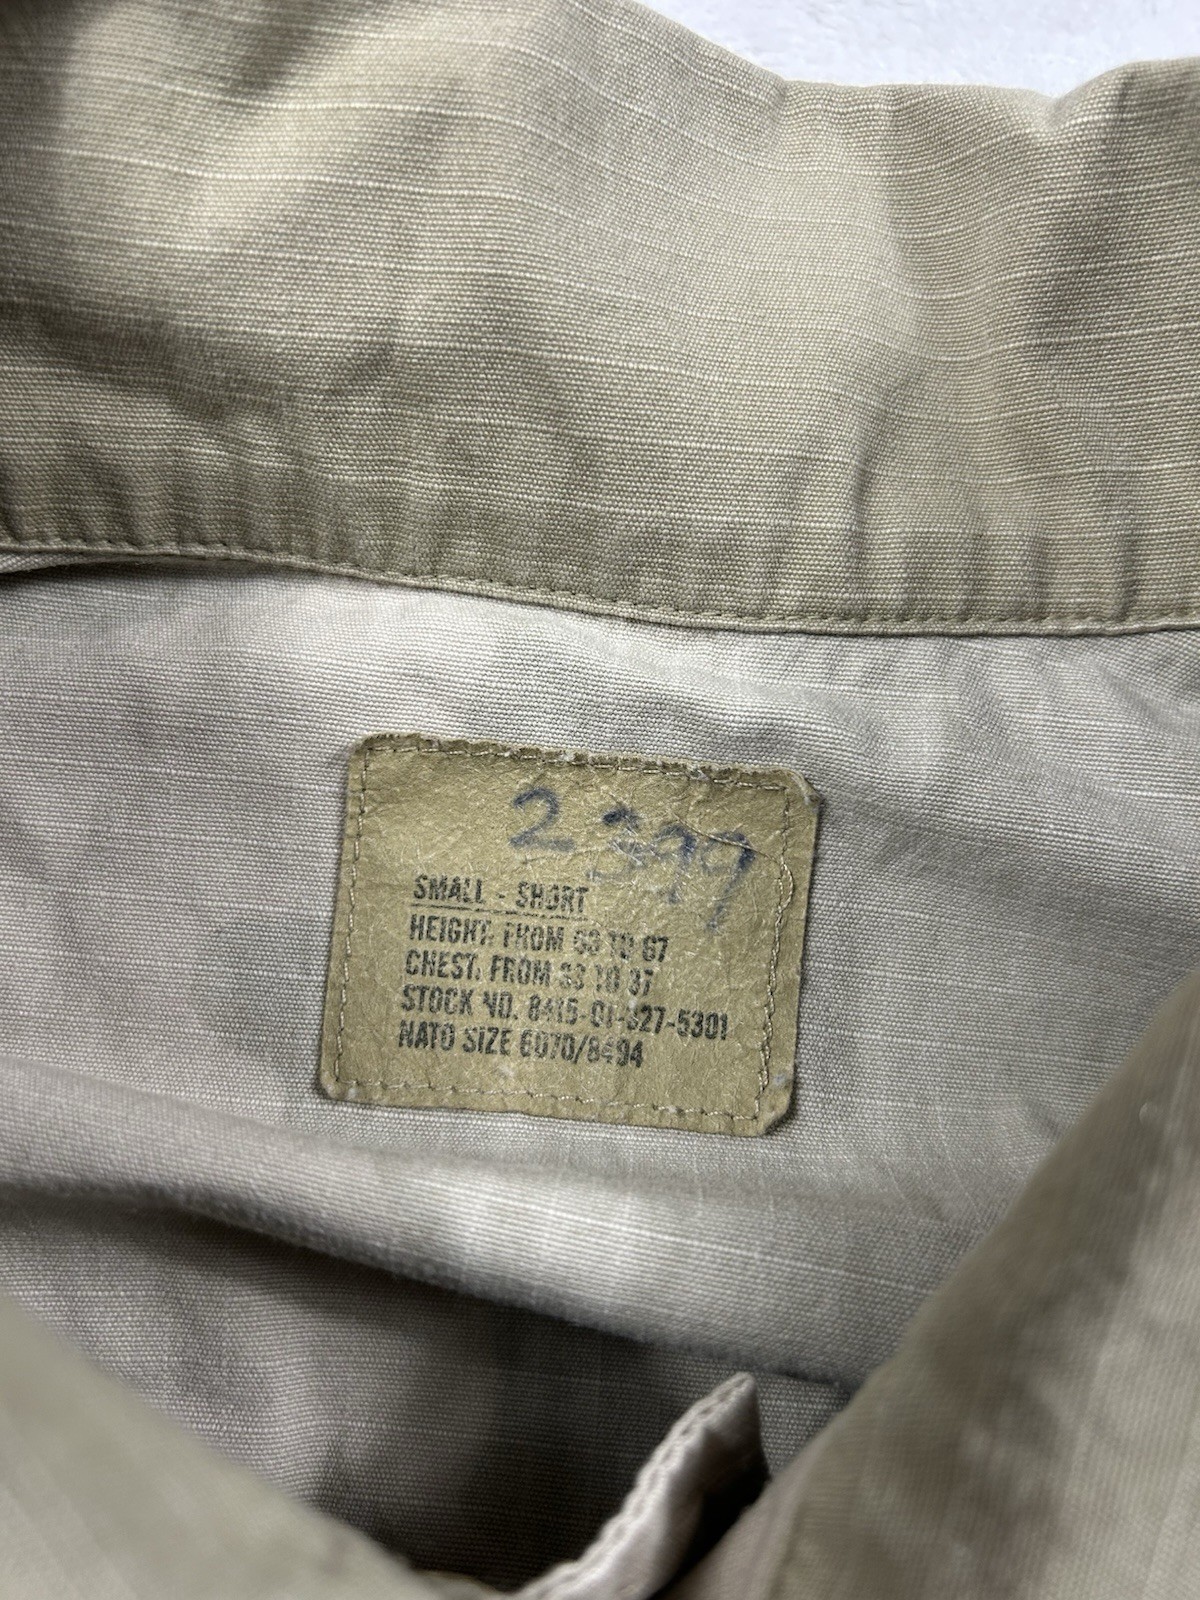 2399
SMALL - SHORT
HEIGHT: FROM 63 TO 67
CHEST: FROM 33 TO 37
STOCK NO. 8415-01-327-5301
NATO SIZE 6070/8494